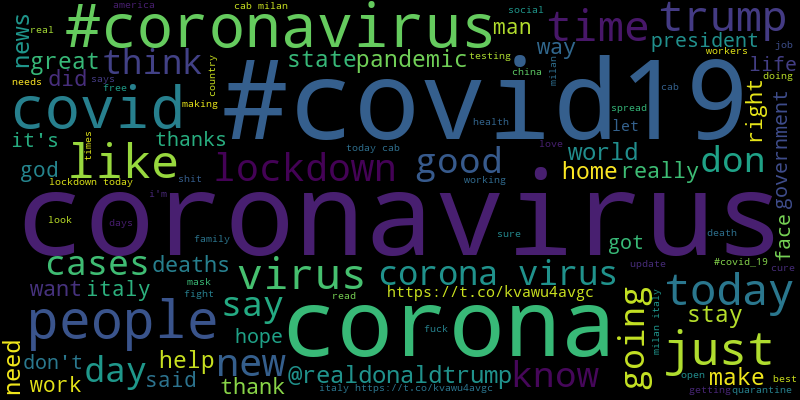 america
cab milan
social
#coronavirus
time
trump
real
news
man
great
think
state
pandemic
way
president
job
workers
life
needs
did
says
free
country
testing
china
milan
cab
doing
making
#covid19
covid
spread
right
government
health
let
it's
times
thanks
today cab
love
world
god
like
lockdown
good
home
really
don
lockdown today
shit
working
i'm
coronavirus
look
days
family
sure
got
death
face
cases
deaths
virus
corona virus
update
#covid_19
cure
want
italy
mask
fight
read
https://t.co/kvawu4avgc
say
today
people
hope
corona
fuck
going
milan italy
stay
just
need
don't
day
said
help
new
thank
@realdonaldtrump
know
work
italy https://t.co/kvawu4avgc
open
make
best
getting
quarantine